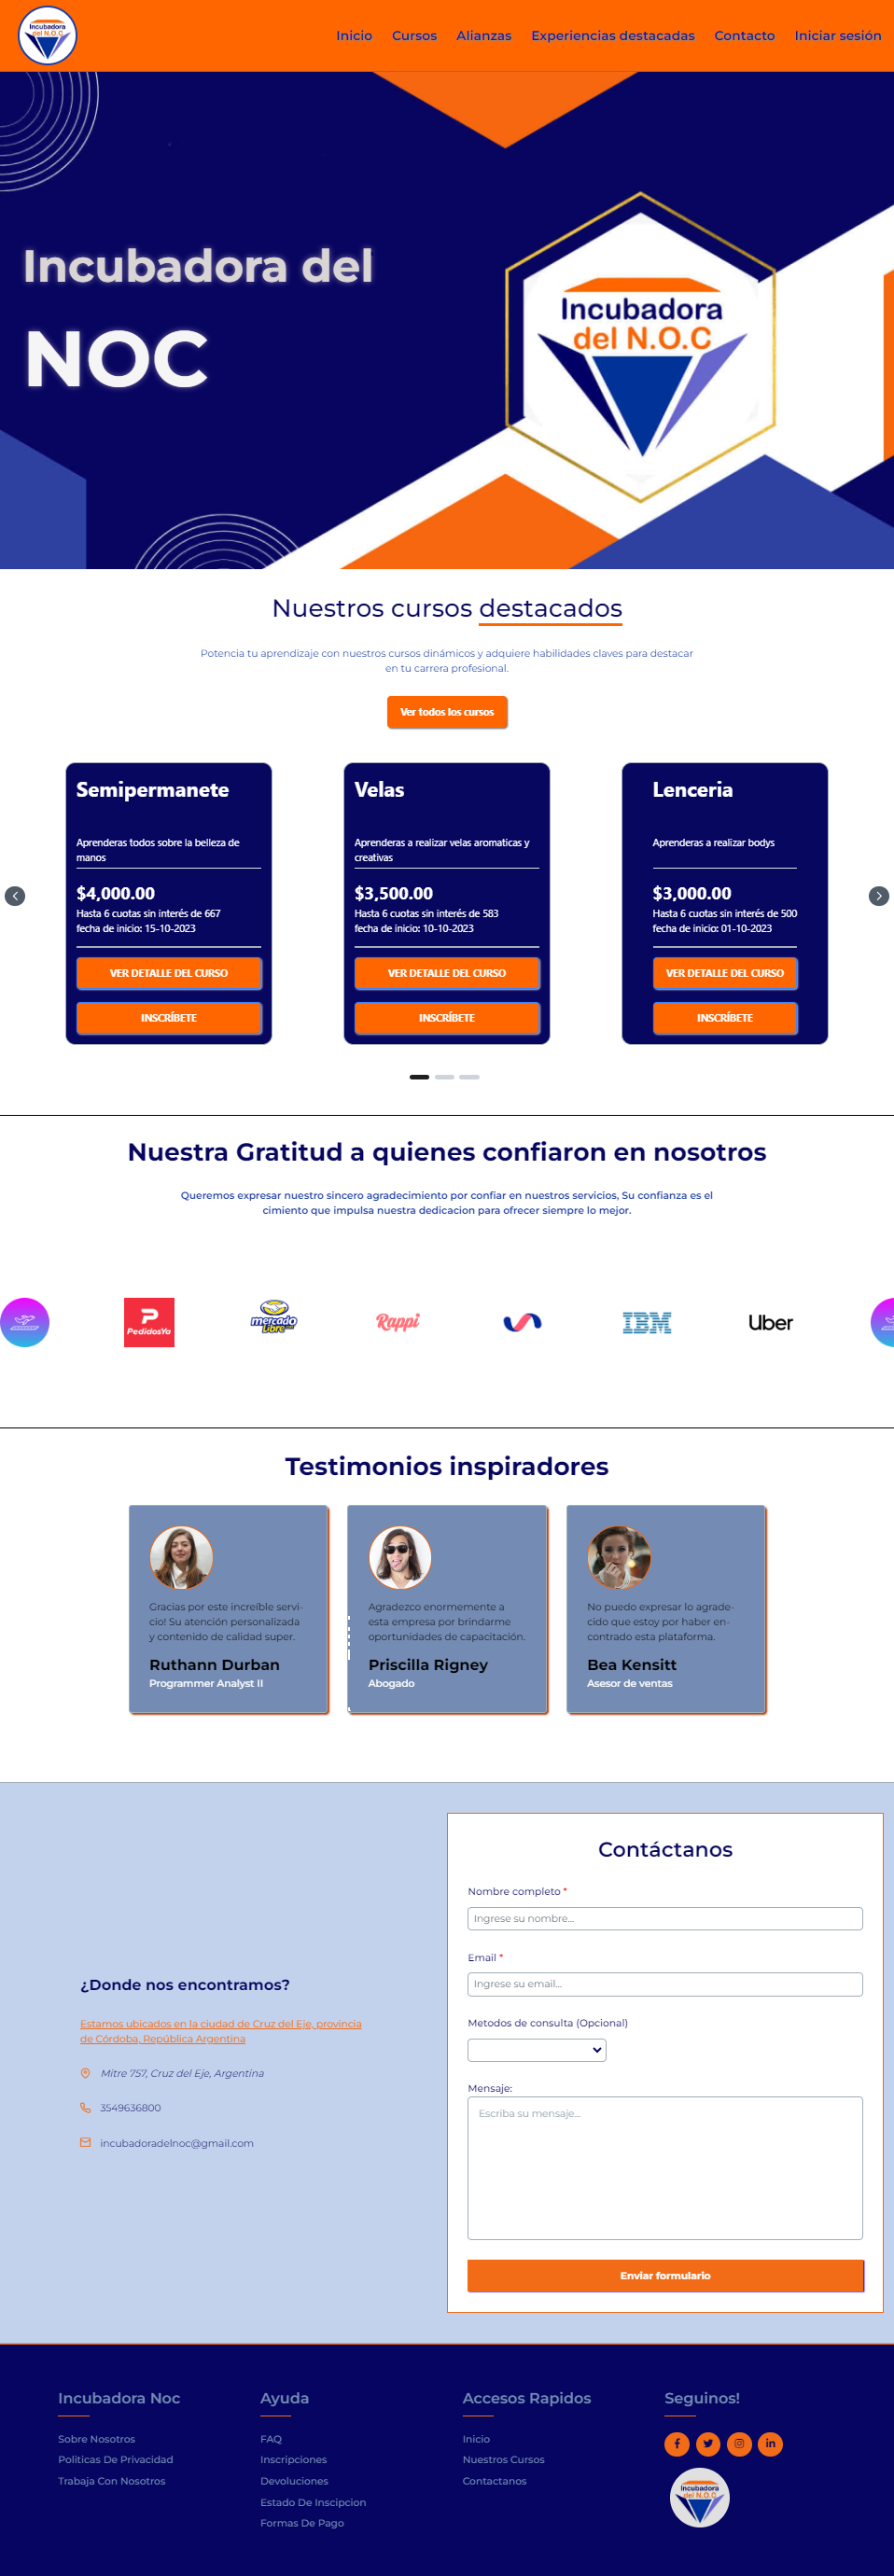 Incubadora
del N.O.C
Inicio Cursos Alianzas Experiencias destacadas Contacto Iniciar sesión
Incubadora del
NOC
Incubadora
del N.O.C
Nuestros cursos destacados
Potencia tu aprendizaje con nuestros cursos dinámicos y adquiere habilidades claves para destacar
en tu carrera profesional.
Ver todos los cursos
Semipermanete
Aprenderas todos sobre la belleza de
manos
$4,000.00
Hasta 6 cuotas sin interés de 667
fecha de inicio: 15-10-2023
VER DETALLE DEL CURSO
INSCRÍBETE
Velas
Aprenderas a realizar velas aromaticas y
creativas
$3,500.00
Hasta 6 cuotas sin interés de 583
fecha de inicio: 10-10-2023
VER DETALLE DEL CURSO
INSCRÍBETE
Lenceria
Aprenderas a realizar bodys
$3,000.00
Hasta 6 cuotas sin interés de 500
fecha de inicio: 01-10-2023
VER DETALLE DEL CURSO
INSCRÍBETE
Nuestra Gratitud a quienes confiaron en nosotros
Queremos expresar nuestro sincero agradecimiento por confiar en nuestros servicios, Su confianza es el
cimiento que impulsa nuestra dedicacion para ofrecer siempre lo mejor.
PedidosYa
mercado
libre
Rappi
IBM
Uber
Testimonios inspiradores
Gracias por este increíble servi-
cio! Su atención personalizada
y contenido de calidad super.
Ruthann Durban
Programmer Analyst II
Agradezco enormemente a
esta empresa por brindarme
oportunidades de capacitación.
Priscilla Rigney
Abogado
No puedo expresar lo agrade-
cido que estoy por haber en-
contrado esta plataforma.
Bea Kensitt
Asesor de ventas
¿Donde nos encontramos?
Estamos ubicados en la ciudad de Cruz del Eje, provincia
de Córdoba, República Argentina
Mitre 757, Cruz del Eje, Argentina
3549636800
incubadoradelnoc@gmail.com
Contáctanos
Nombre completo *
Ingrese su nombre...
Email *
Ingrese su email...
Metodos de consulta (Opcional)
Mensaje:
Escriba su mensaje...
Enviar formulario
Incubadora Noc
Sobre Nosotros
Politicas De Privacidad
Trabaja Con Nosotros
Ayuda
FAQ
Inscripciones
Devoluciones
Estado De Inscipcion
Formas De Pago
Accesos Rapidos
Inicio
Nuestros Cursos
Contactanos
Seguinos!
Incubadora
del N.O.C